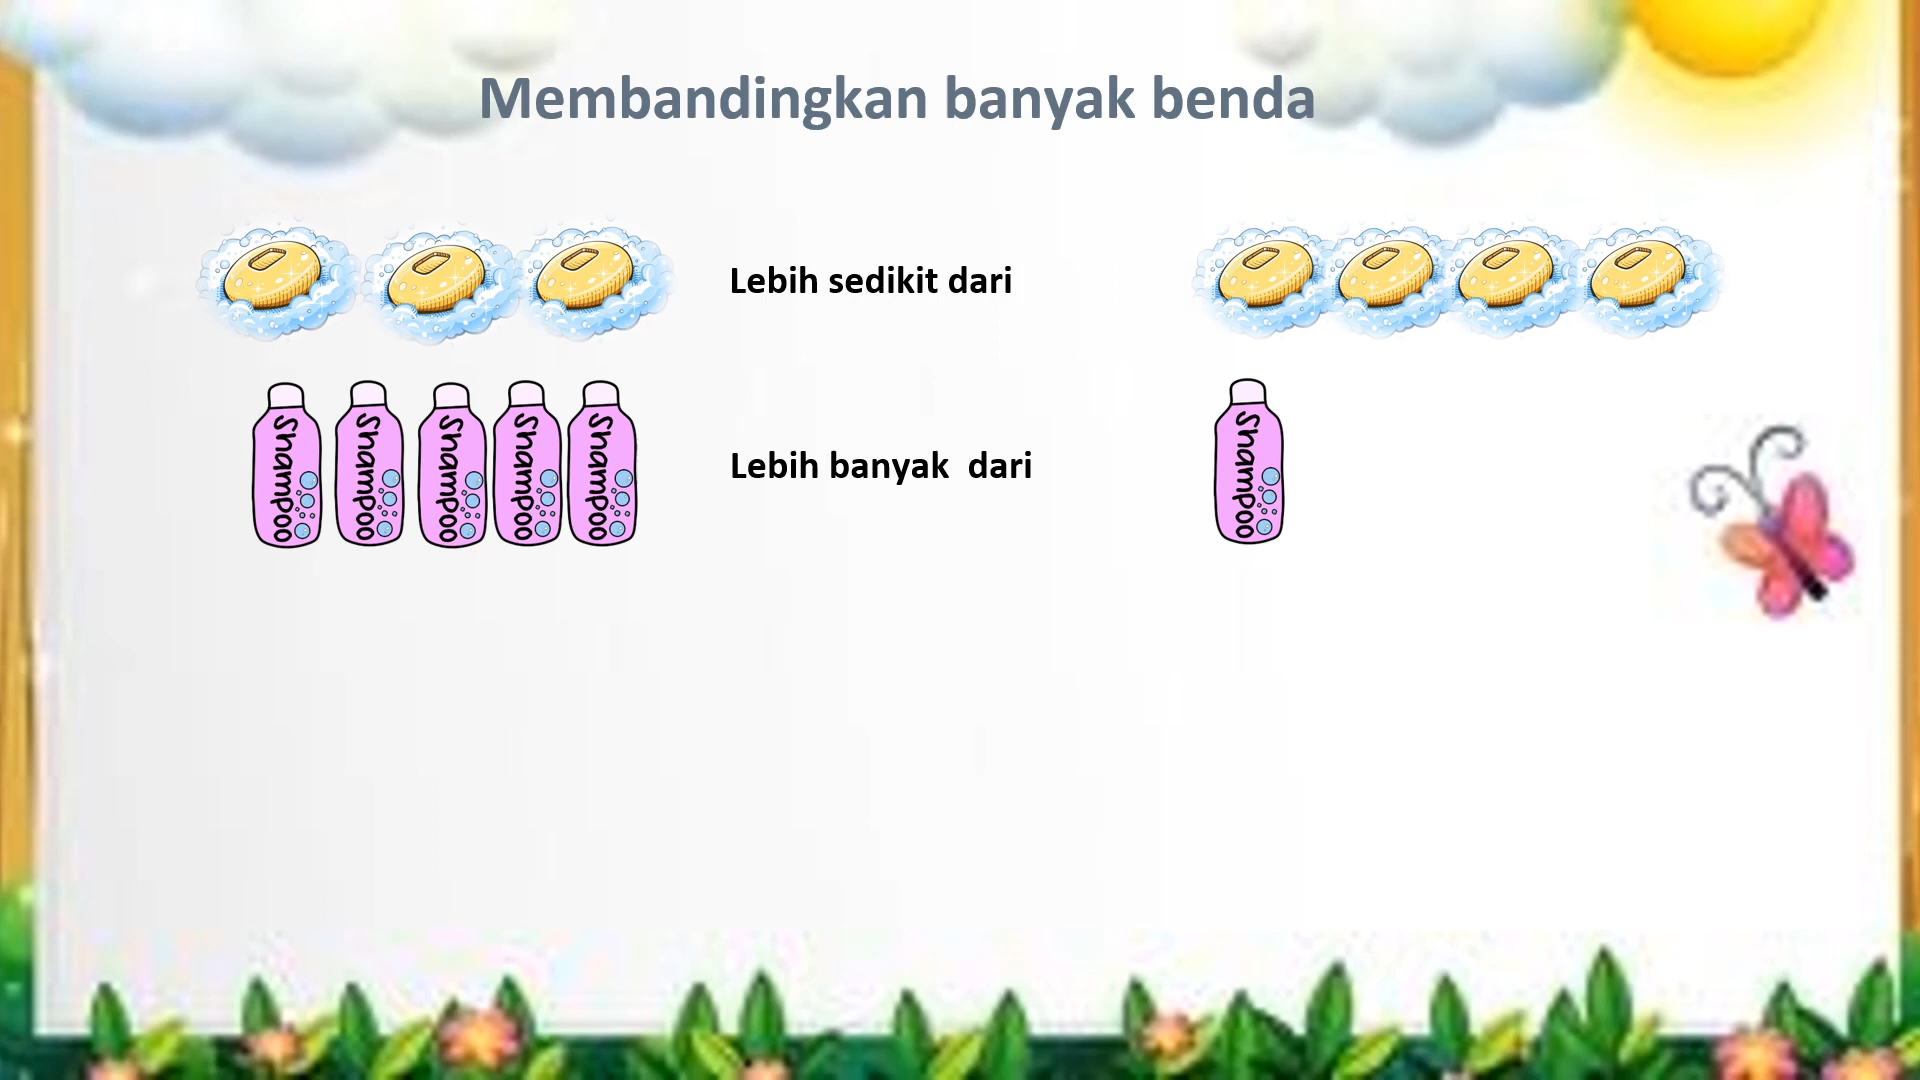 Membandingkan banyak benda
Lebih sedikit dari
Shampoo
Shampoo
Shampoo
Shampoo
Shampoo
Lebih banyak  dari
Shampoo